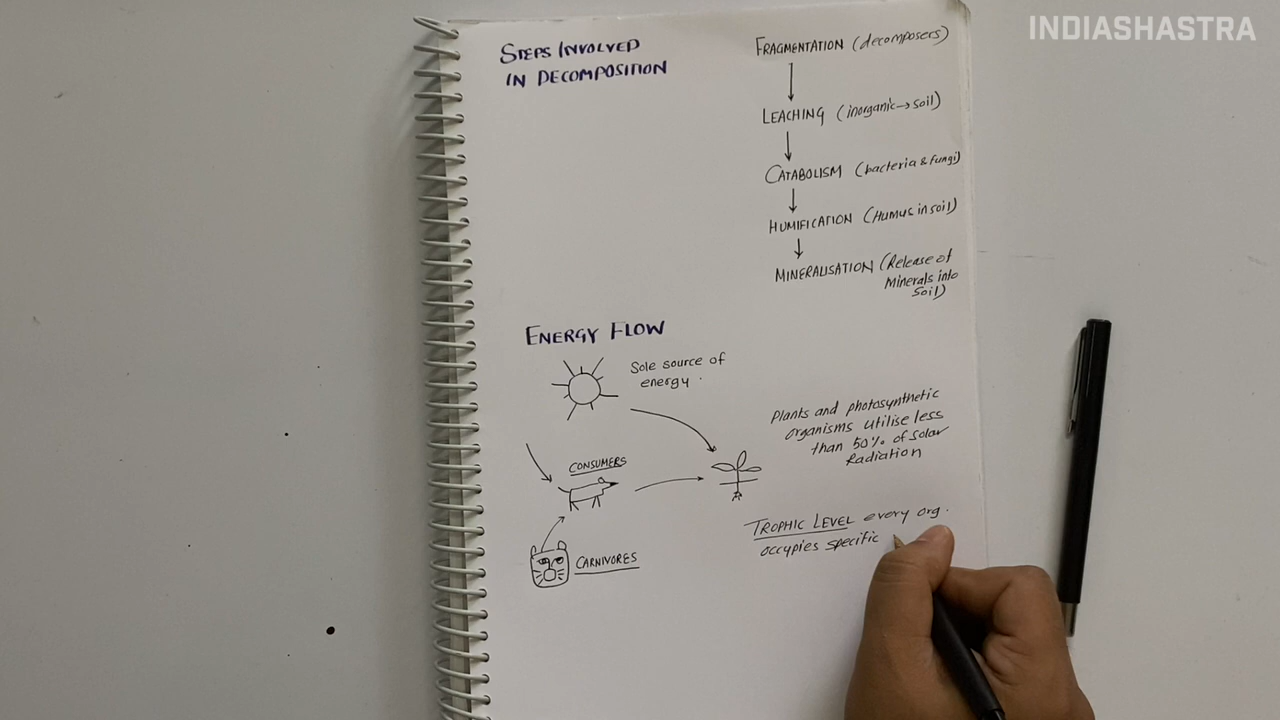 INDIASHASTRA
STEPS INVOLVED
IN DECOMPOSITION
FRAGMENTATION (decomposers)
LEACHING (inorganic→soil)
CATABOLISM (bacteria & fungi)
HUMIFICATION (Humus in soil)
MINERALISATION (Release of
Minerals into
Soil)
ENERGY FLOW
Sole source of
energy.
Plants and photosynthetic
organisms utilise less
than 50% of solar
Radiation
CONSUMERS
CARNIVORES
TROPHIC LEVEL every org.
occupies specific